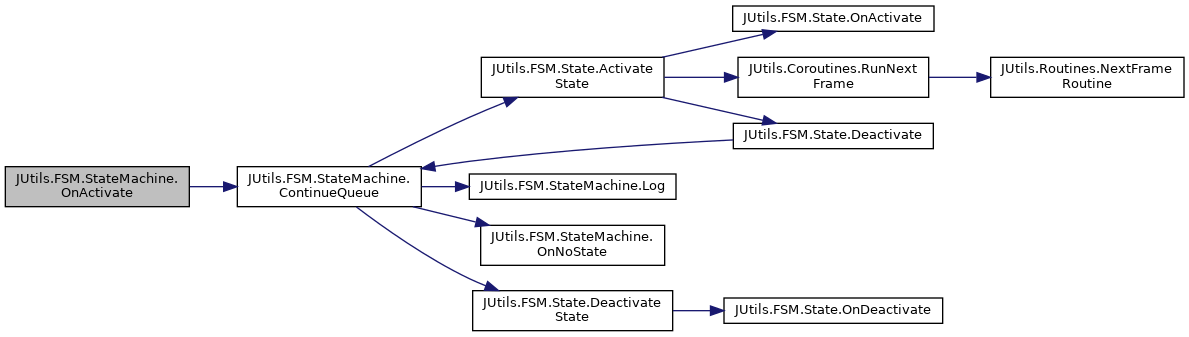 JUtils.FSM.StateMachine.
OnActivate
JUtils.FSM.StateMachine.
ContinueQueue
JUtils.FSM.State.Activate
State
JUtils.FSM.State.OnActivate
JUtils.Coroutines.RunNext
Frame
JUtils.Routines.NextFrame
Routine
JUtils.FSM.State.Deactivate
JUtils.FSM.StateMachine.Log
JUtils.FSM.StateMachine.
OnNoState
JUtils.FSM.State.Deactivate
State
JUtils.FSM.State.OnDeactivate